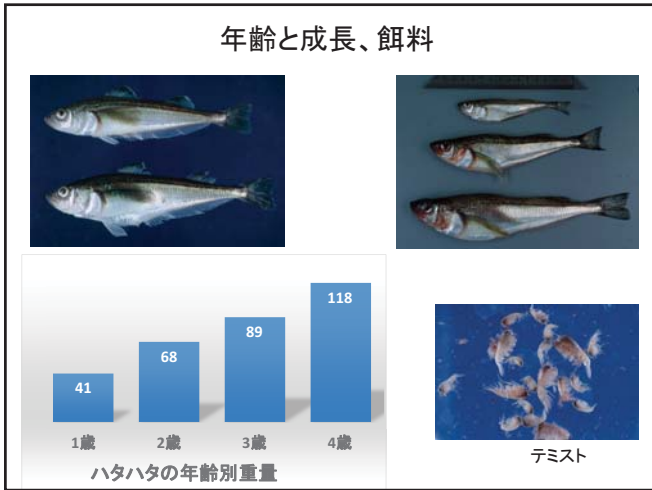 年齢と成長、餌料
118
89
68
41
1歳
2歳
3歳
4歳
ハタハタの年齢別重量
テミスト